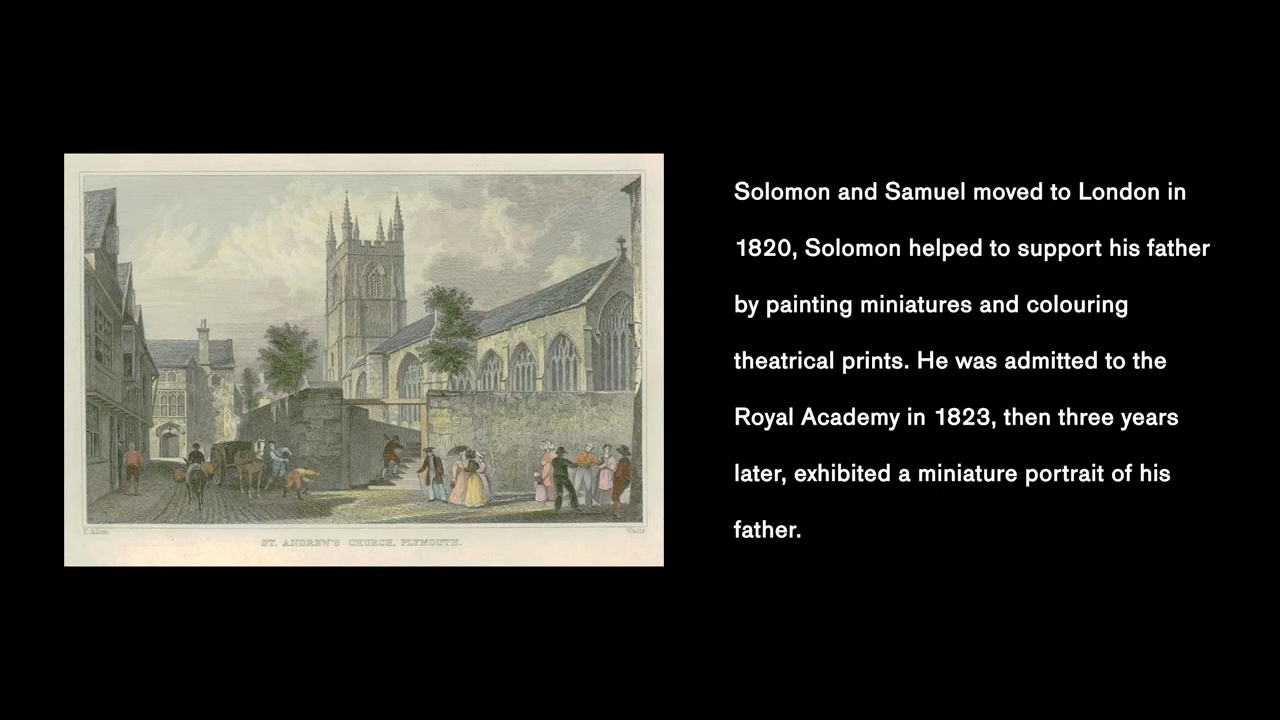 Solomon and Samuel moved to London in
1820, Solomon helped to support his father
by painting miniatures and colouring
theatrical prints. He was admitted to the
Royal Academy in 1823, then three years
later, exhibited a miniature portrait of his
father.
T. Allom
Wallis
ST. ANDREW'S CHURCH, PLYMOUTH.